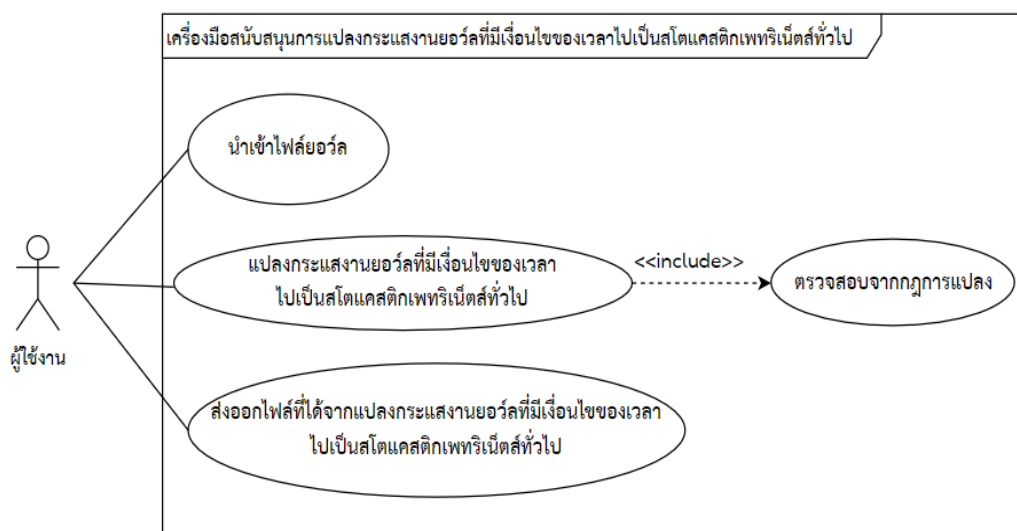 เครื่องมือสนับสนุนการแปลงกระแสงานยอว์ลที่มีเงื่อนไขของเวลาไปเป็นสโตแคสติกเพทริเน็ตส์ทั่วไป
นำเข้าไฟล์ยอว์ล
แปลงกระแสงานยอว์ลที่มีเงื่อนไขของเวลา
ไปเป็นสโตแคสติกเพทริเน็ตส์ทั่วไป
<<include>>
ตรวจสอบจากกฎการแปลง
ผู้ใช้งาน
ส่งออกไฟล์ที่ได้จากแปลงกระแสงานยอว์ลที่มีเงื่อนไขของเวลา
ไปเป็นสโตแคสติกเพทริเน็ตส์ทั่วไป